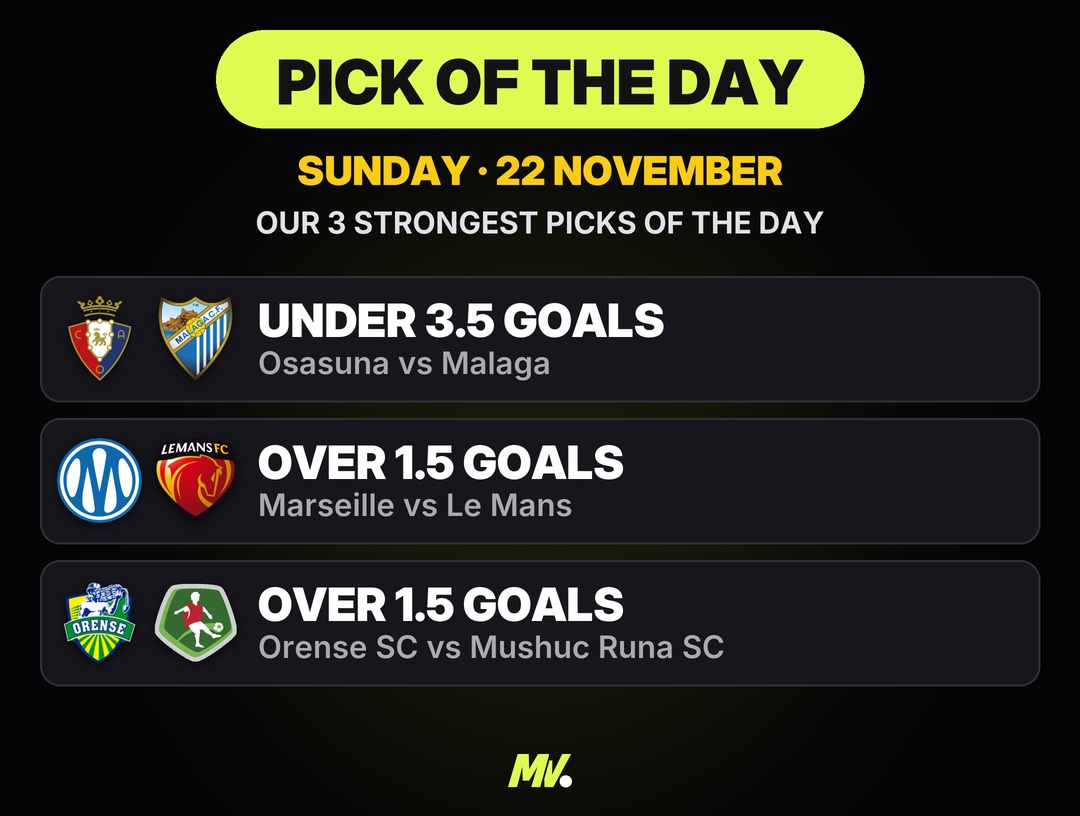 PICK OF THE DAY
SUNDAY · 22 NOVEMBER
OUR 3 STRONGEST PICKS OF THE DAY
C A
O
MALAGA C.F.
UNDER 3.5 GOALS
Osasuna vs Malaga
LEMANS FC
OVER 1.5 GOALS
Marseille vs Le Mans
ORENSE
OVER 1.5 GOALS
Orense SC vs Mushuc Runa SC
MV.